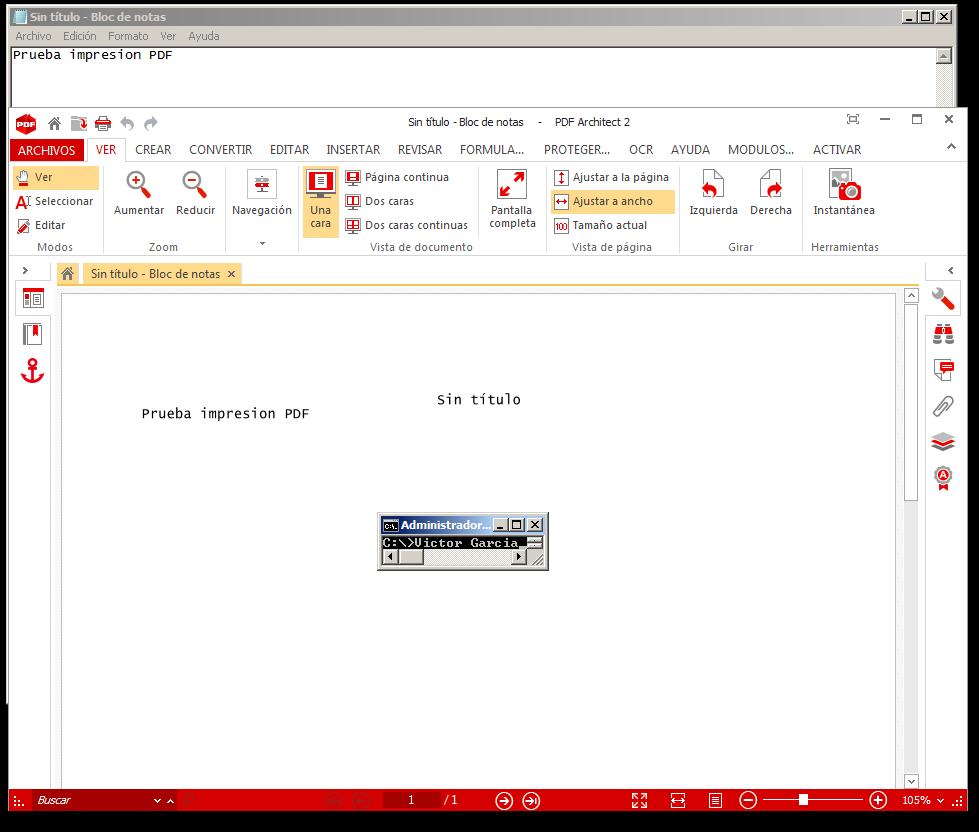 Sin título - Bloc de notas
Archivo Edición Formato Ver Ayuda
Prueba impresion PDF
PDF
Sin título - Bloc de notas - PDF Architect 2
ARCHIVOS VER CREAR CONVERTIR EDITAR INSERTAR REVISAR FORMULA... PROTEGER... OCR AYUDA MODULOS... ACTIVAR
Ver
Seleccionar
Editar
Modos
Aumentar Reducir
Zoom
Navegación
Una cara
Página continua
Dos caras
Dos caras continuas
Vista de documento
Pantalla completa
Ajustar a la página
Ajustar a ancho
100 Tamaño actual
Vista de página
Izquierda Derecha
Girar
Instantánea
Herramientas
Sin título - Bloc de notas
Sin título
Prueba impresion PDF
Administrador...
C:\>Victor Garcia_
Buscar 1 / 1 105%